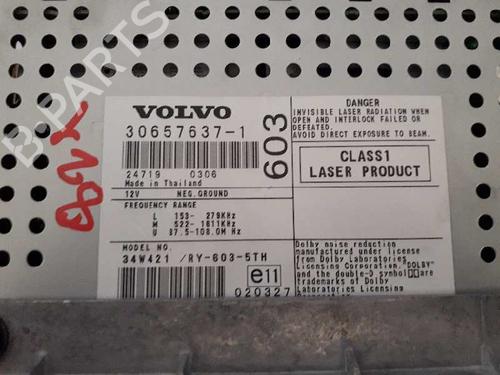 B-PARTS
VOLVO
30657637-1
603
24719 0306
Made in Thailand
12V NEG.GROUND
FREQUENCY RANGE
L 153- 279KHz
M 522-1611KHz
U 87.5-108.0M Hz
MODEL NO.
34W421 /RY-603-5TH
e11
020327
DANGER
INVISIBLE LASER RADIATION WHEN
OPEN AND INTERLOCK FAILED OR
DEFEATED.
AVOID DIRECT EXPOSURE TO BEAM.
CLASS1
LASER PRODUCT
Dolby noise reduction
manufactured under license
from Dolby Laboratories
Licensing Corporation, "DOLBY"
and the double-D symbol are
trademarks of Dolby
Laboratories Licensing